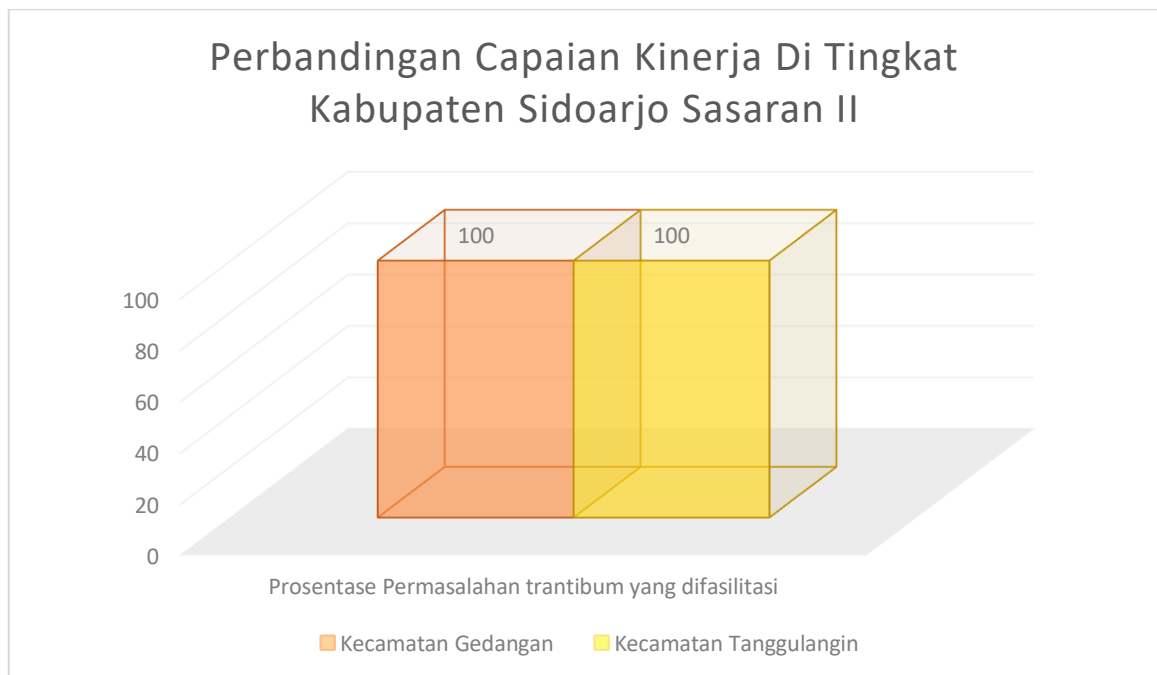 Perbandingan Capaian Kinerja Di Tingkat
Kabupaten Sidoarjo Sasaran II
100 100
100
80
60
40
20
0
Prosentase Permasalahan trantibum yang difasilitasi
Kecamatan Gedangan Kecamatan Tanggulangin